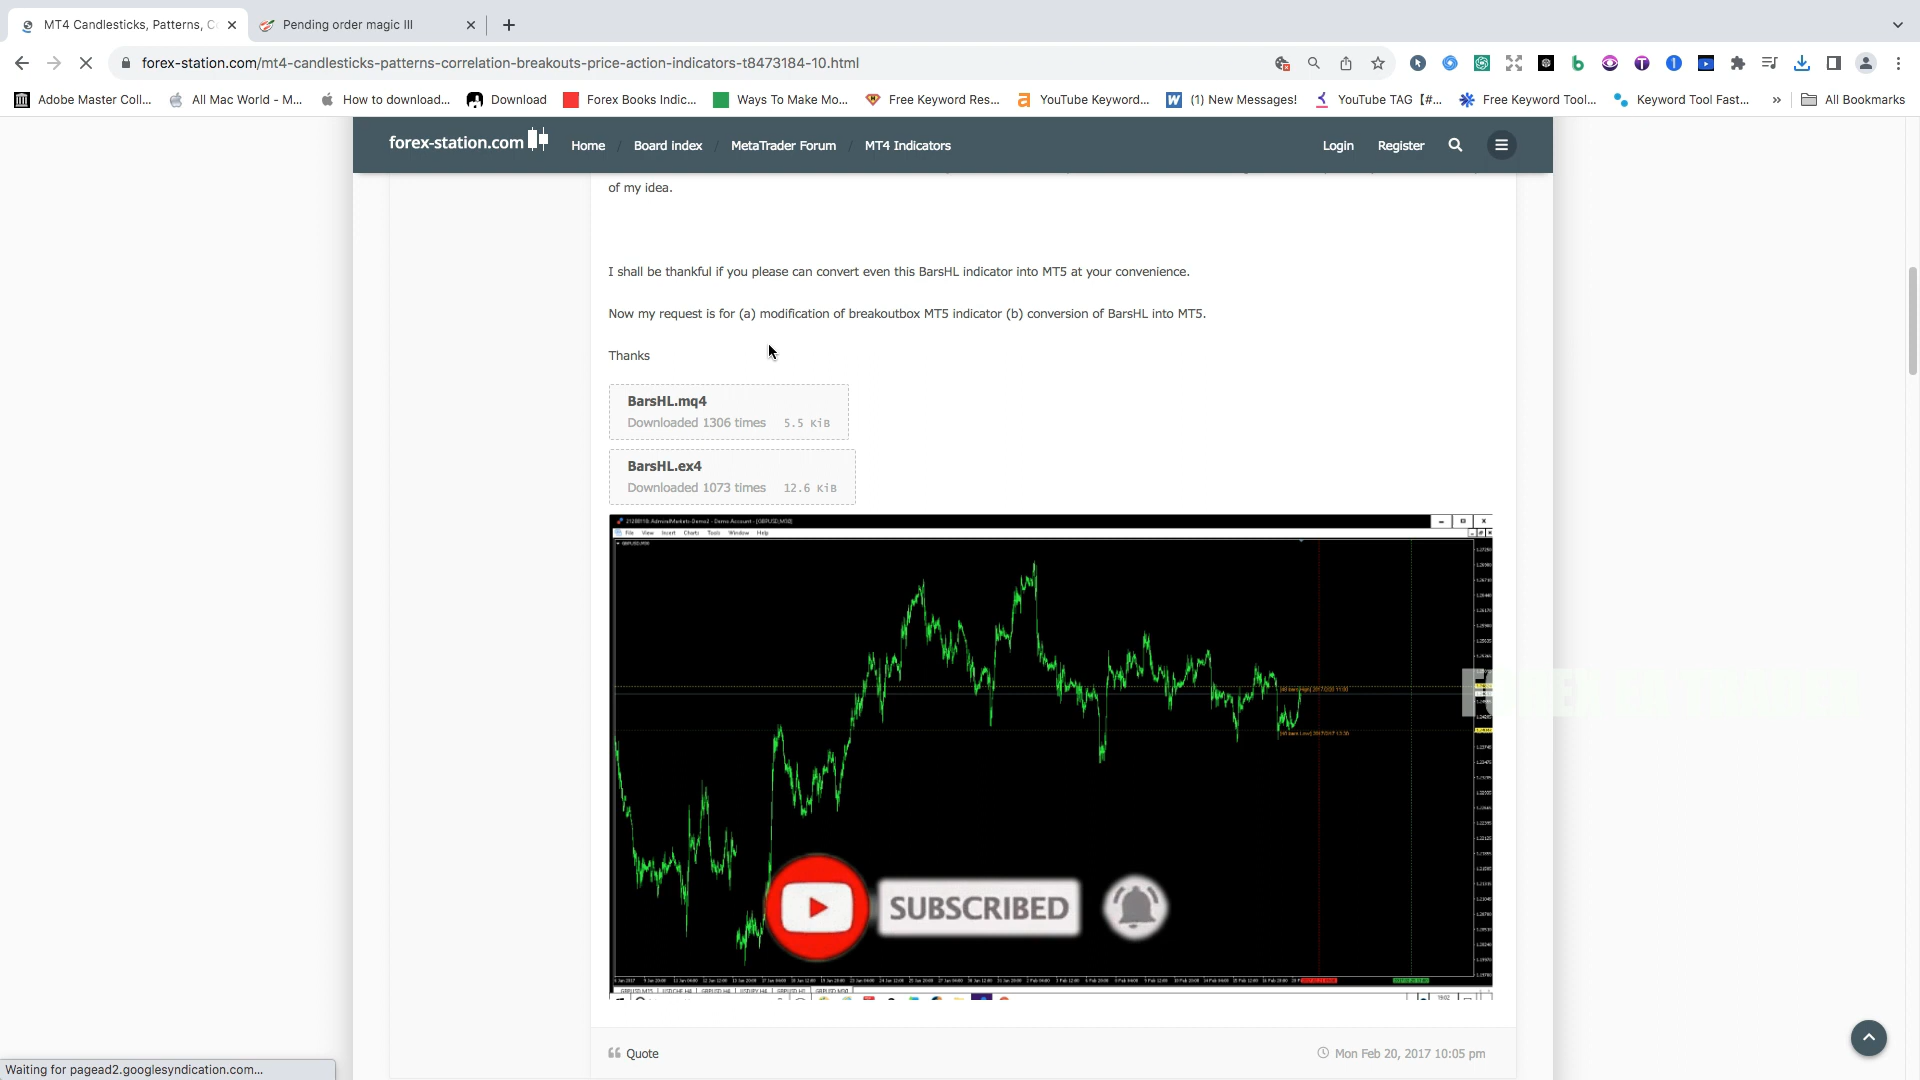 MT4 Candlesticks, Patterns, C
Pending order magic III
forex-station.com/mt4-candlesticks-patterns-correlation-breakouts-price-action-indicators-t8473184-10.html
Adobe Master Coll...
All Mac World - M...
How to download...
Download
Forex Books Indic...
Ways To Make Mo...
Free Keyword Res...
YouTube Keyword...
(1) New Messages!
YouTube TAG【#...
Free Keyword Tool...
Keyword Tool Fast...
All Bookmarks
forex-station.com
Home / Board index / MetaTrader Forum / MT4 Indicators
Login
Register
of my idea.
I shall be thankful if you please can convert even this BarsHL indicator into MT5 at your convenience.
Now my request is for (a) modification of breakoutbox MT5 indicator (b) conversion of BarsHL into MT5.
Thanks
BarsHL.mq4
Downloaded 1306 times 5.5 KiB
BarsHL.ex4
Downloaded 1073 times 12.6 KiB
File View Insert Charts Tools Window Help
SUBSCRIBED
Quote
Mon Feb 20, 2017 10:05 pm
Waiting for pagead2.googlesyndication.com...